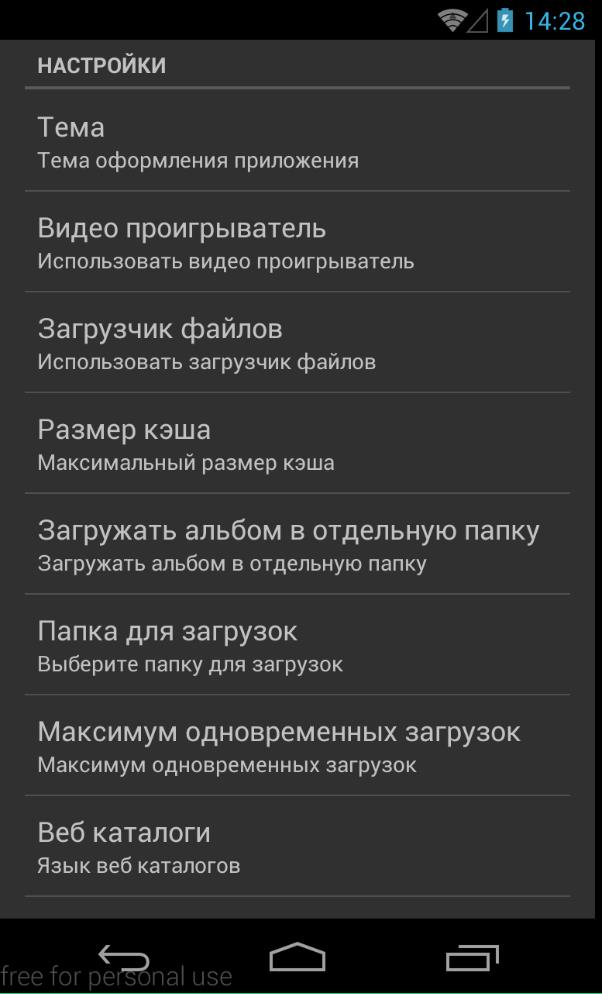 14:28
НАСТРОЙКИ
Тема
Тема оформления приложения
Видео проигрыватель
Использовать видео проигрыватель
Загрузчик файлов
Использовать загрузчик файлов
Размер кэша
Максимальный размер кэша
Загружать альбом в отдельную папку
Загружать альбом в отдельную папку
Папка для загрузок
Выберите папку для загрузок
Максимум одновременных загрузок
Максимум одновременных загрузок
Веб каталоги
Язык веб каталогов
free for personal use